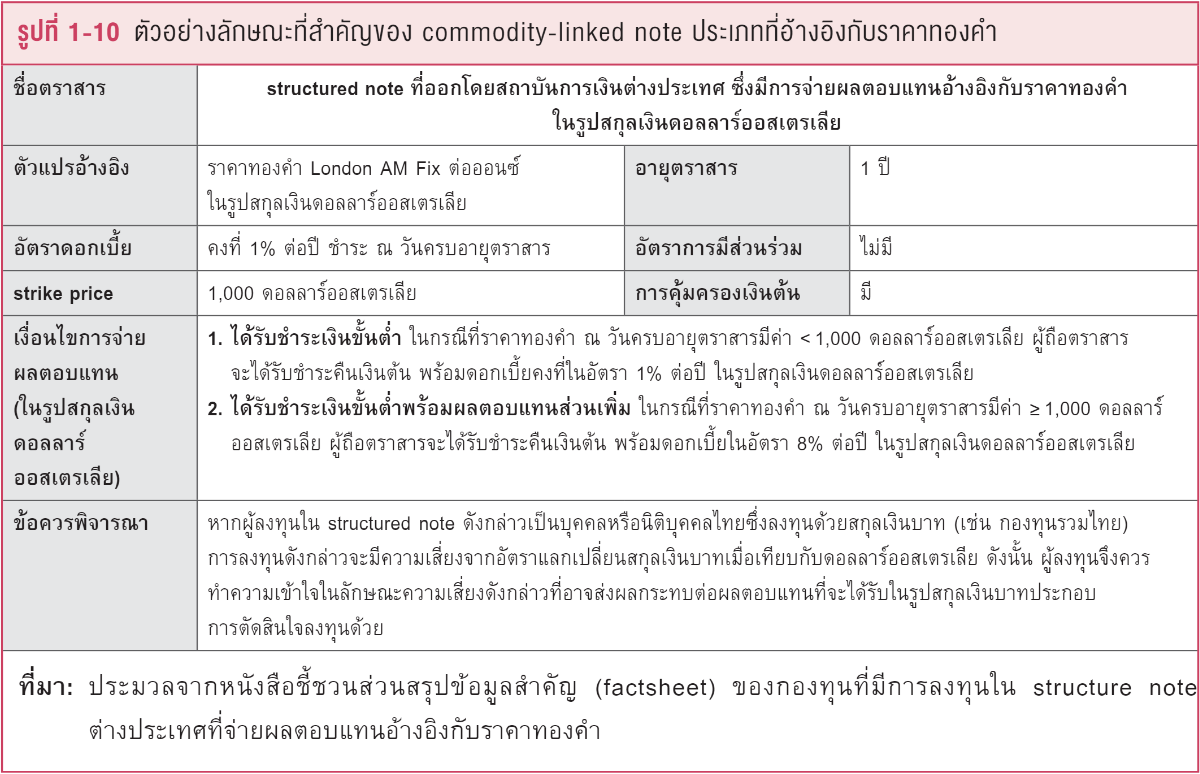 รูปที่ 1-10 ตัวอย่างลักษณะที่สำคัญของ commodity-linked note ประเภทที่อ้างอิงกับราคาทองคำ
ชื่อตราสาร
structured note ที่ออกโดยสถาบันการเงินต่างประเทศ ซึ่งมีการจ่ายผลตอบแทนอ้างอิงกับราคาทองคำ
ในรูปสกุลเงินดอลลาร์ออสเตรเลีย
ตัวแปรอ้างอิง
ราคาทองคำ London AM Fix ต่อออนซ์
ในรูปสกุลเงินดอลลาร์ออสเตรเลีย
อายุตราสาร
1 ปี
อัตราดอกเบี้ย
คงที่ 1% ต่อปี ชำระ ณ วันครบอายุตราสาร
อัตราการมีส่วนร่วม
ไม่มี
strike price
1,000 ดอลลาร์ออสเตรเลีย
การคุ้มครองเงินต้น
มี
เงื่อนไขการจ่าย
ผลตอบแทน
(ในรูปสกุลเงิน
ดอลลาร์
ออสเตรเลีย)
1. ได้รับชำระเงินขั้นต่ำ ในกรณีที่ราคาทองคำ ณ วันครบอายุตราสารมีค่า < 1,000 ดอลลาร์ออสเตรเลีย ผู้ถือตราสาร
จะได้รับชำระคืนเงินต้น พร้อมดอกเบี้ยคงที่ในอัตรา 1% ต่อปี ในรูปสกุลเงินดอลลาร์ออสเตรเลีย
2. ได้รับชำระเงินขั้นต่ำพร้อมผลตอบแทนส่วนเพิ่ม ในกรณีที่ราคาทองคำ ณ วันครบอายุตราสารมีค่า ≥ 1,000 ดอลลาร์
ออสเตรเลีย ผู้ถือตราสารจะได้รับชำระคืนเงินต้น พร้อมดอกเบี้ยในอัตรา 8% ต่อปี ในรูปสกุลเงินดอลลาร์ออสเตรเลีย
ข้อควรพิจารณา
หากผู้ลงทุนใน structured note ดังกล่าวเป็นบุคคลหรือนิติบุคคลไทยซึ่งลงทุนด้วยสกุลเงินบาท (เช่น กองทุนรวมไทย)
การลงทุนดังกล่าวจะมีความเสี่ยงจากอัตราแลกเปลี่ยนสกุลเงินบาทเมื่อเทียบกับดอลลาร์ออสเตรเลีย ดังนั้น ผู้ลงทุนจึงควร
ทำความเข้าใจในลักษณะความเสี่ยงดังกล่าวที่อาจส่งผลกระทบต่อผลตอบแทนที่จะได้รับในรูปสกุลเงินบาทประกอบ
การตัดสินใจลงทุนด้วย
ที่มา: ประมวลจากหนังสือชี้ชวนส่วนสรุปข้อมูลสำคัญ (factsheet) ของกองทุนที่มีการลงทุนใน structure note
ต่างประเทศที่จ่ายผลตอบแทนอ้างอิงกับราคาทองคำ